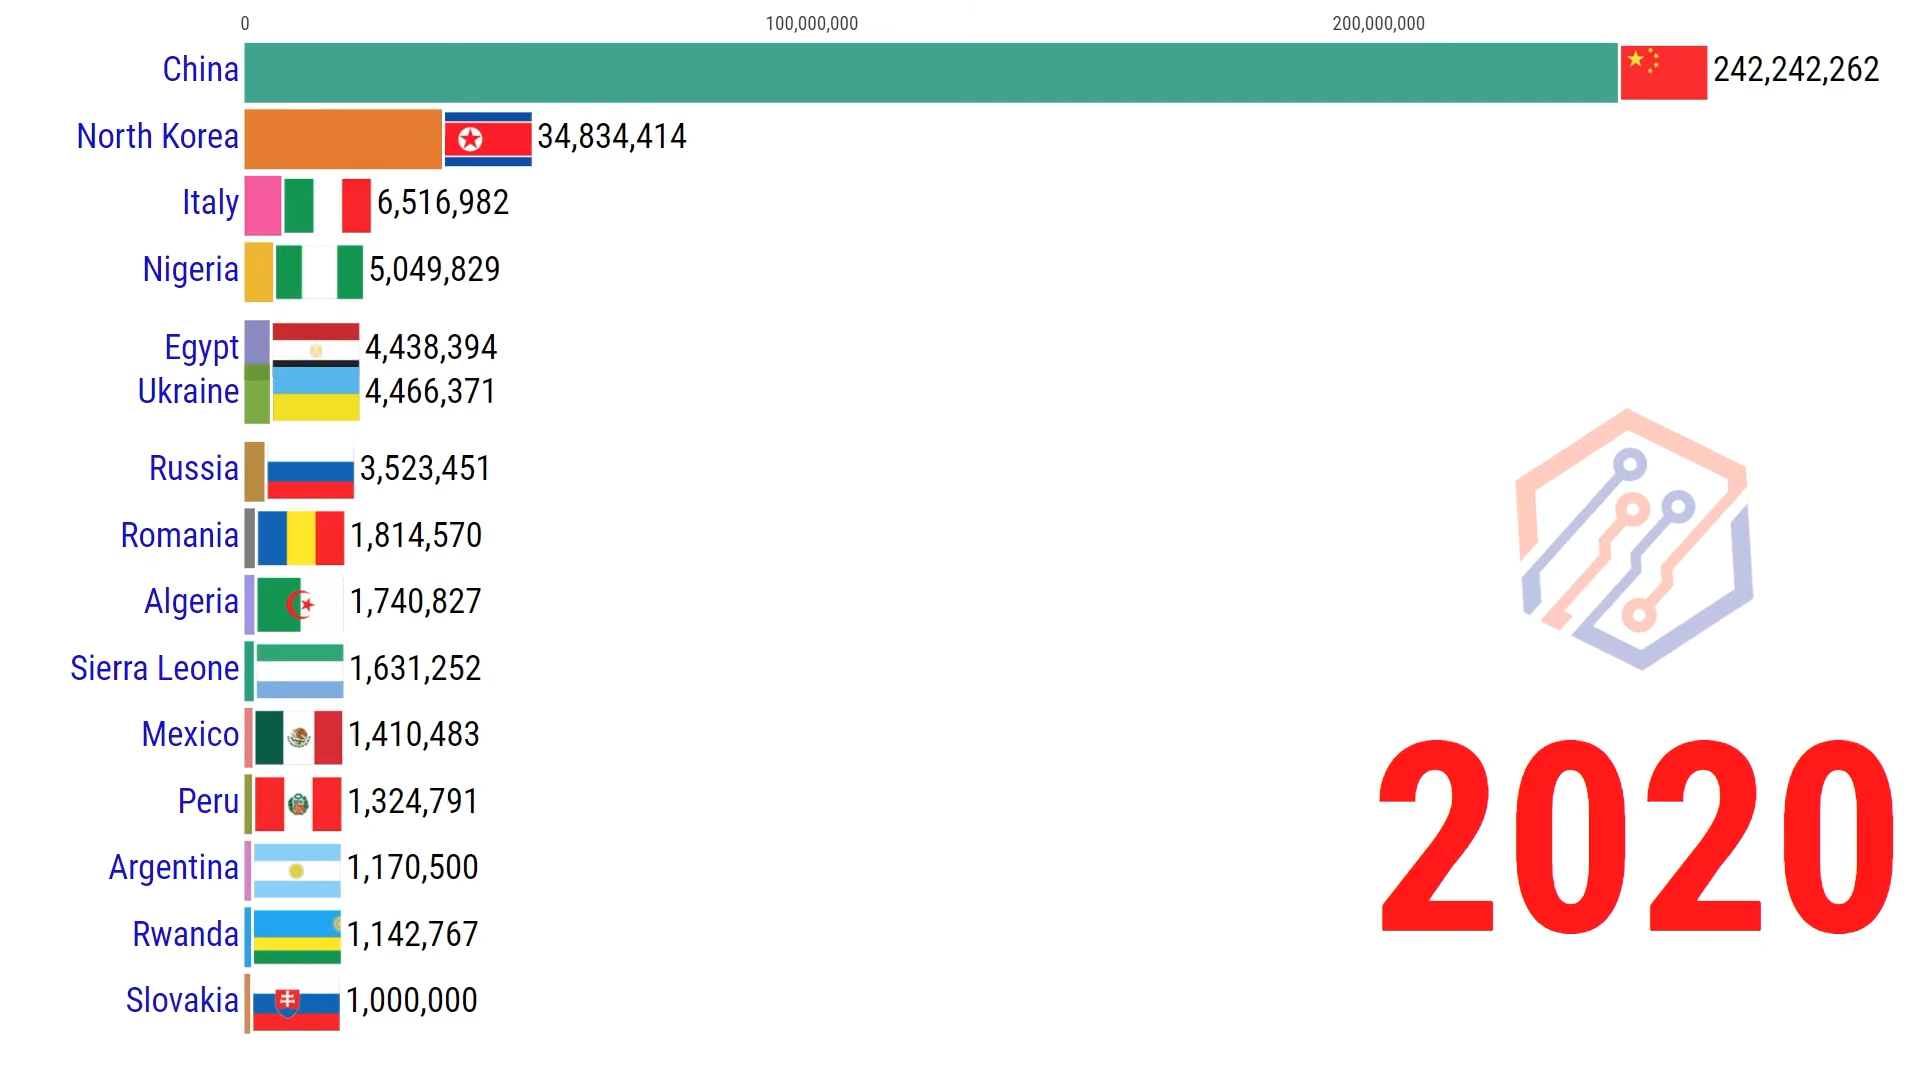 0 100,000,000 200,000,000
China 242,242,262
North Korea 34,834,414
Italy 6,516,982
Nigeria 5,049,829
Egypt 4,438,394
Ukraine 4,466,371
Russia 3,523,451
Romania 1,814,570
Algeria 1,740,827
Sierra Leone 1,631,252
Mexico 1,410,483
Peru 1,324,791
Argentina 1,170,500
Rwanda 1,142,767
Slovakia 1,000,000
2020